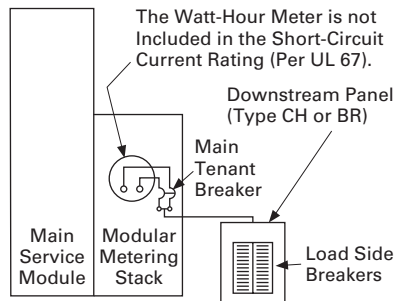 The Watt-Hour Meter is not
Included in the Short-Circuit
Current Rating (Per UL 67).
Downstream Panel
(Type CH or BR)
Main
Tenant
Breaker
Main
Service
Module
Modular
Metering
Stack
Load Side
Breakers